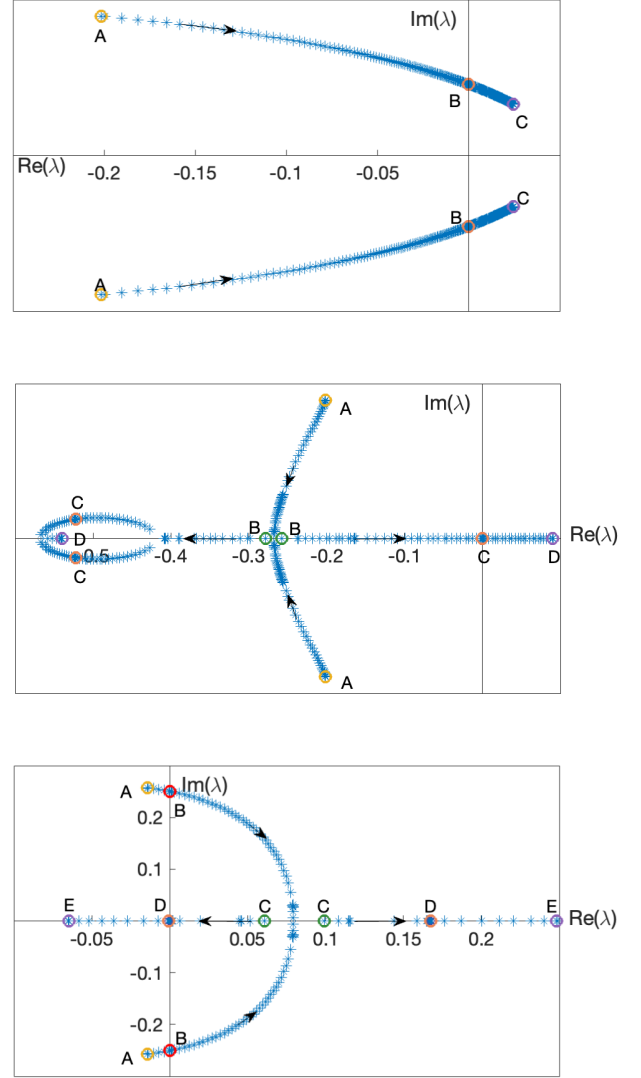 Im(λ)
A
B
C
Re(λ) -0.2 -0.15 -0.1 -0.05
C
B
A
Im(λ)
A
C
B B
D Re(λ)
0.5 -0.4 -0.3 -0.2 -0.1 C D
C
A
Im(λ)
A
B
0.2
0.1
E D C C D E
Re(λ)
-0.05 0.05 0.1 0.15 0.2
-0.1
-0.2
B
A